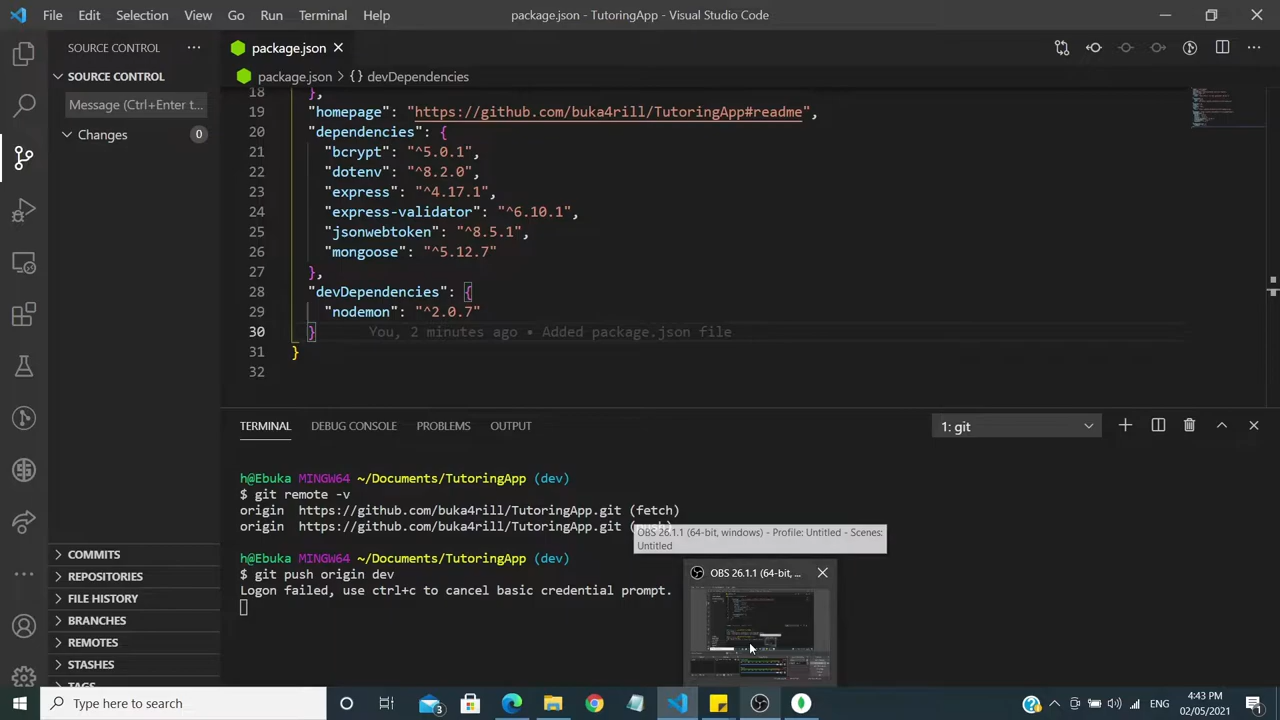 File Edit Selection View Go Run Terminal Help
package.json - TutoringApp - Visual Studio Code
SOURCE CONTROL
SOURCE CONTROL
Message (Ctrl+Enter t...
Changes 0
package.json
package.json > {} devDependencies
18 },
19 "homepage": "https://github.com/buka4rill/TutoringApp#readme",
20 "dependencies": {
21 "bcrypt": "^5.0.1",
22 "dotenv": "^8.2.0",
23 "express": "^4.17.1",
24 "express-validator": "^6.10.1",
25 "jsonwebtoken": "^8.5.1",
26 "mongoose": "^5.12.7"
27 },
28 "devDependencies": {
29 "nodemon": "^2.0.7"
30 } You, 2 minutes ago • Added package.json file
31 }
32
TERMINAL DEBUG CONSOLE PROBLEMS OUTPUT
1: git
h@Ebuka MINGW64 ~/Documents/TutoringApp (dev)
$ git remote -v
origin https://github.com/buka4rill/TutoringApp.git (fetch)
origin https://github.com/buka4rill/TutoringApp.git
h@Ebuka MINGW64 ~/Documents/TutoringApp (dev)
$ git push origin dev
Logon failed, use ctrl+c to cancel basic credential prompt.
OBS 26.1.1 (64-bit, windows) - Profile: Untitled - Scenes:
Untitled
OBS 26.1.1 (64-bit, ...
COMMITS
REPOSITORIES
FILE HISTORY
BRANCHES
REMOTES
STASHES
Type here to search
3
ENG
4:43 PM
02/05/2021
1